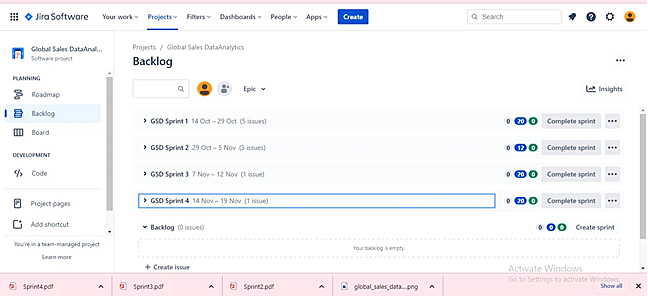 Jira Software Your work Projects Filters Dashboards People Apps Create Search
Global Sales DataAnal...
Software project
PLANNING
Roadmap
Backlog
Board
DEVELOPMENT
Code
Project pages
Add shortcut
You're in a team-managed project
Learn more
Projects / Global Sales DataAnalytics
Backlog
Epic Insights
GSD Sprint 1 14 Oct – 29 Oct (5 issues) 0 20 0 Complete sprint
GSD Sprint 2 29 Oct – 5 Nov (3 issues) 0 12 0 Complete sprint
GSD Sprint 3 7 Nov – 12 Nov (1 issue) 0 20 0 Complete sprint
GSD Sprint 4 14 Nov – 19 Nov (1 issue) 0 20 0 Complete sprint
Backlog (0 issues) 0 0 0 Create sprint
Your backlog is empty.
+ Create issue
Activate Windows
Go to Settings to activate Windows.
Sprint4.pdf Sprint3.pdf Sprint2.pdf global_sales_data....png Show all